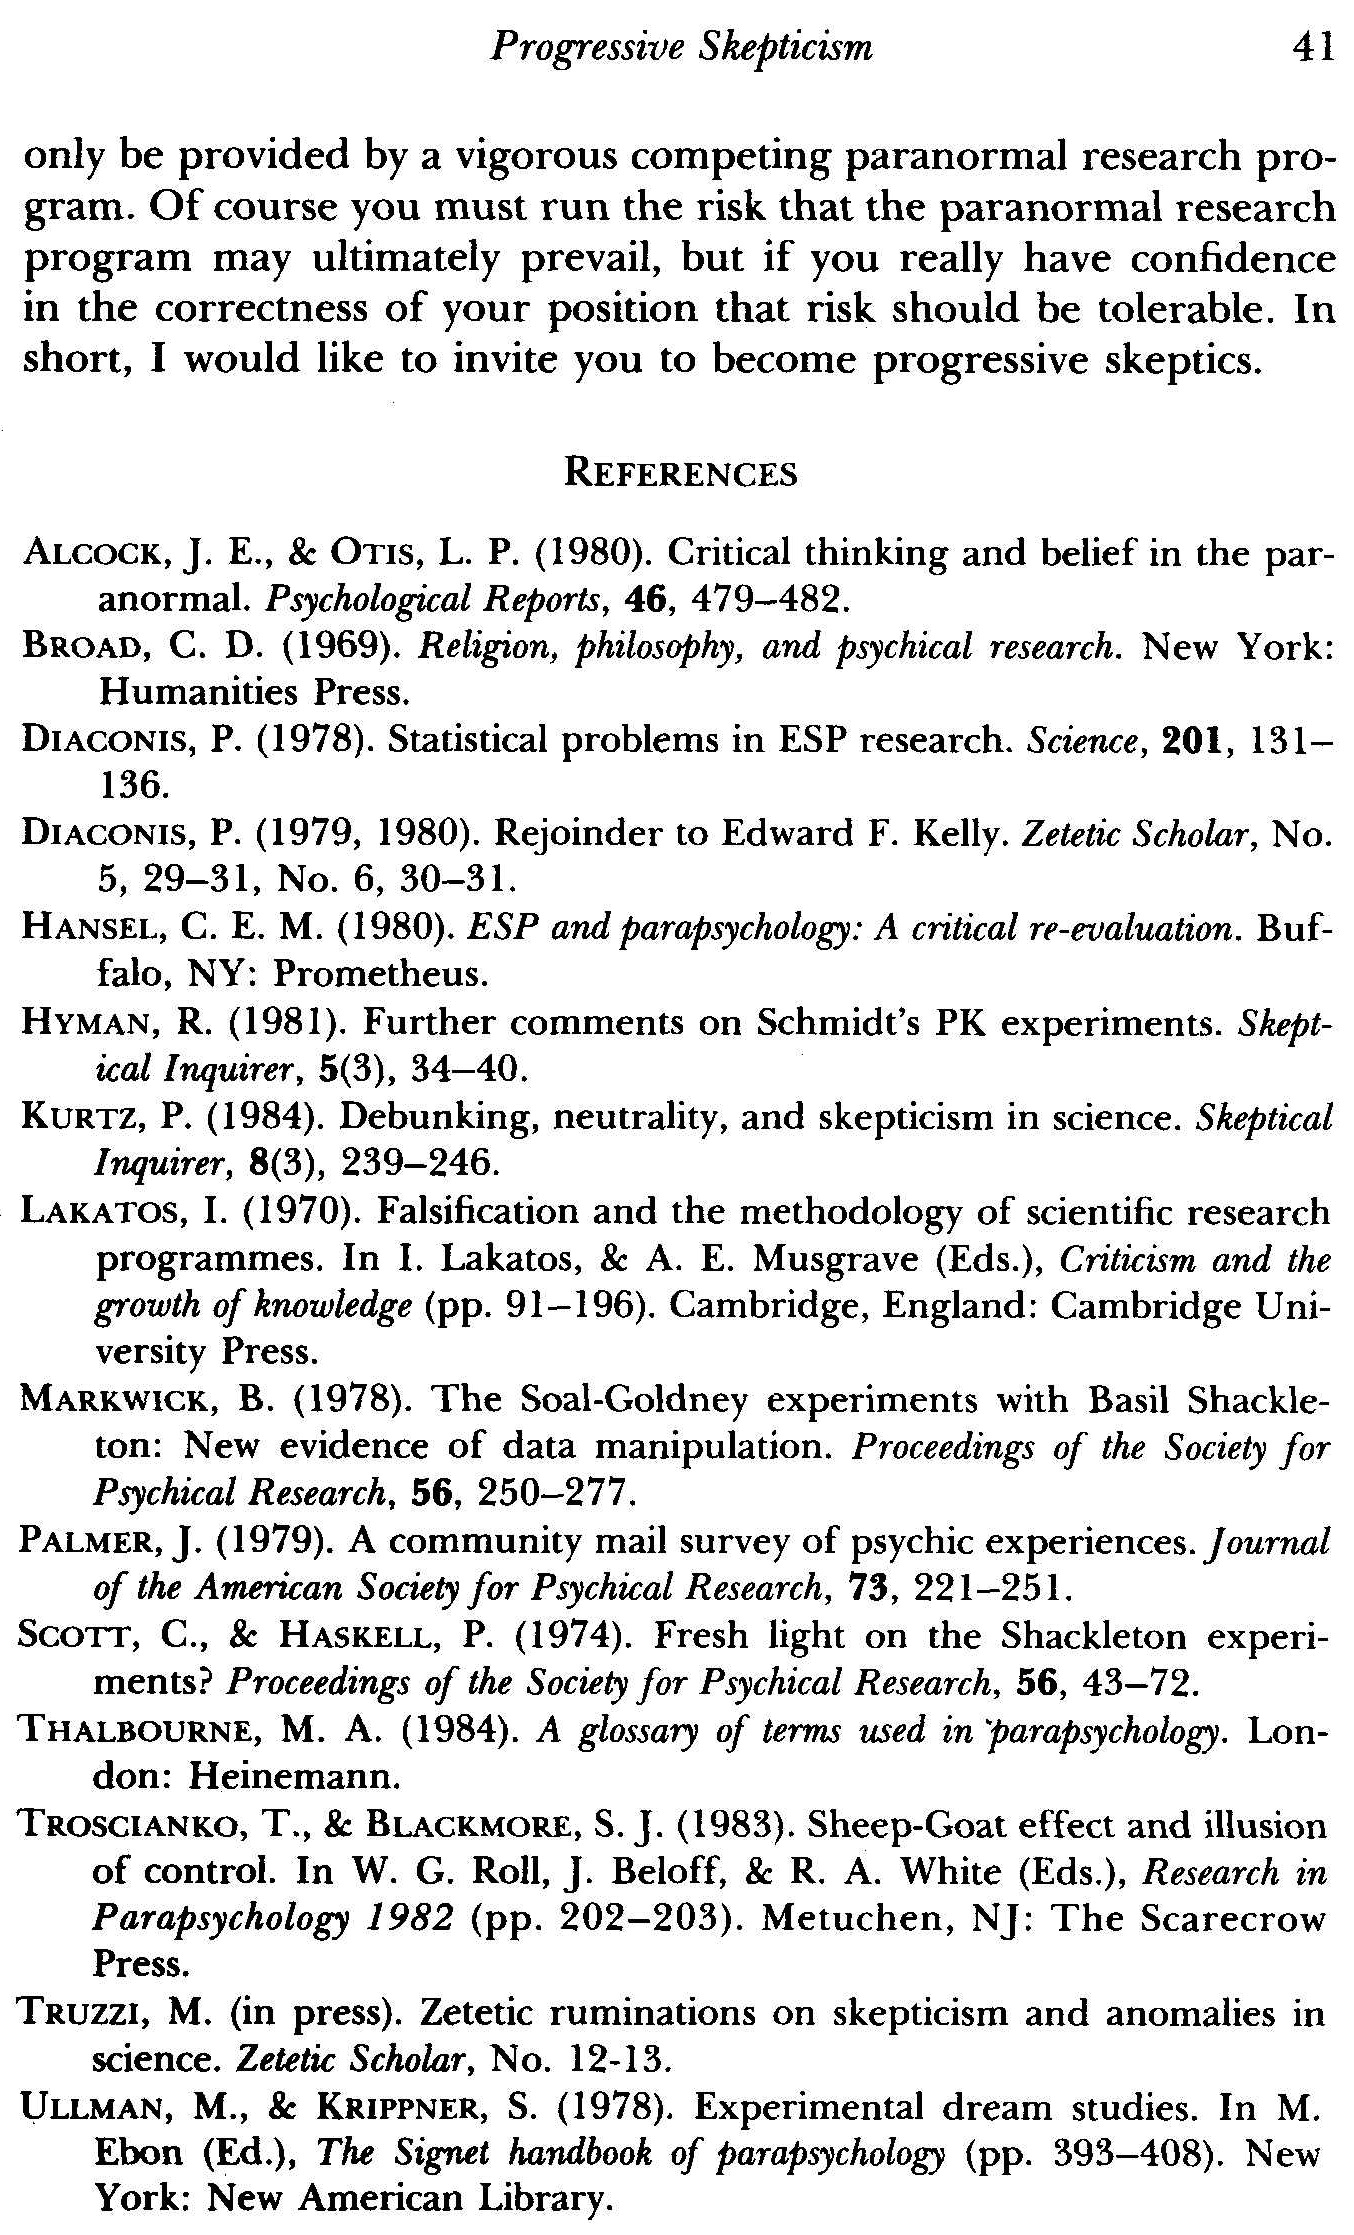 Progressive Skepticism 41
only be provided by a vigorous competing paranormal research pro-
gram. Of course you must run the risk that the paranormal research
program may ultimately prevail, but if you really have confidence
in the correctness of your position that risk should be tolerable. In
short, I would like to invite you to become progressive skeptics.
REFERENCES
ALCOCK, J. E., & OTIS, L. P. (1980). Critical thinking and belief in the par-
anormal. Psychological Reports, 46, 479–482.
BROAD, C. D. (1969). Religion, philosophy, and psychical research. New York:
Humanities Press.
DIACONIS, P. (1978). Statistical problems in ESP research. Science, 201, 131–
136.
DIACONIS, P. (1979, 1980). Rejoinder to Edward F. Kelly. Zetetic Scholar, No.
5, 29–31, No. 6, 30–31.
HANSEL, C. E. M. (1980). ESP and parapsychology: A critical re-evaluation. Buf-
falo, NY: Prometheus.
HYMAN, R. (1981). Further comments on Schmidt's PK experiments. Skept-
ical Inquirer, 5(3), 34–40.
KURTZ, P. (1984). Debunking, neutrality, and skepticism in science. Skeptical
Inquirer, 8(3), 239–246.
LAKATOS, I. (1970). Falsification and the methodology of scientific research
programmes. In I. Lakatos, & A. E. Musgrave (Eds.), Criticism and the
growth of knowledge (pp. 91–196). Cambridge, England: Cambridge Uni-
versity Press.
MARKWICK, B. (1978). The Soal-Goldney experiments with Basil Shackle-
ton: New evidence of data manipulation. Proceedings of the Society for
Psychical Research, 56, 250–277.
PALMER, J. (1979). A community mail survey of psychic experiences. Journal
of the American Society for Psychical Research, 73, 221–251.
SCOTT, C., & HASKELL, P. (1974). Fresh light on the Shackleton experi-
ments? Proceedings of the Society for Psychical Research, 56, 43–72.
THALBOURNE, M. A. (1984). A glossary of terms used in parapsychology. Lon-
don: Heinemann.
TROSCIANKO, T., & BLACKMORE, S. J. (1983). Sheep-Goat effect and illusion
of control. In W. G. Roll, J. Beloff, & R. A. White (Eds.), Research in
Parapsychology 1982 (pp. 202–203). Metuchen, NJ: The Scarecrow
Press.
TRUZZI, M. (in press). Zetetic ruminations on skepticism and anomalies in
science. Zetetic Scholar, No. 12-13.
ULLMAN, M., & KRIPPNER, S. (1978). Experimental dream studies. In M.
Ebon (Ed.), The Signet handbook of parapsychology (pp. 393–408). New
York: New American Library.